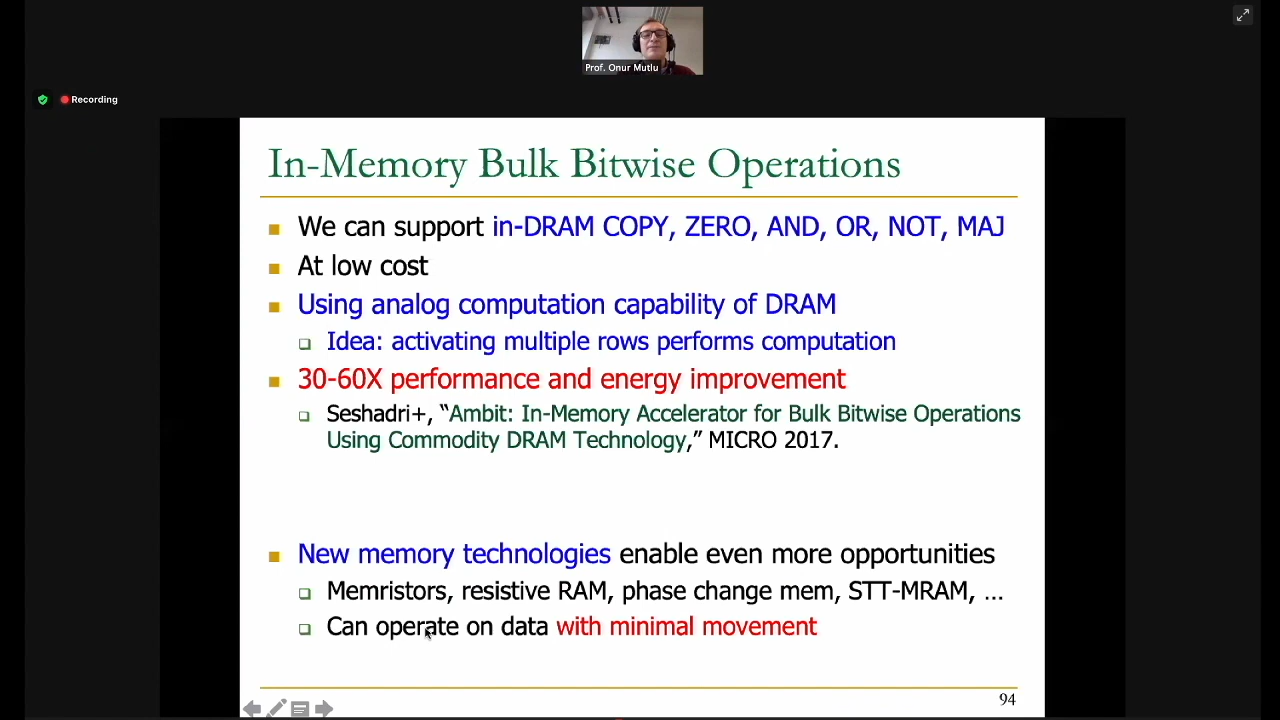 Prof. Onur Mutlu
Recording
In-Memory Bulk Bitwise Operations
We can support in-DRAM COPY, ZERO, AND, OR, NOT, MAJ
At low cost
Using analog computation capability of DRAM
Idea: activating multiple rows performs computation
30-60X performance and energy improvement
Seshadri+, “Ambit: In-Memory Accelerator for Bulk Bitwise Operations
Using Commodity DRAM Technology,” MICRO 2017.
New memory technologies enable even more opportunities
Memristors, resistive RAM, phase change mem, STT-MRAM, …
Can operate on data with minimal movement
94